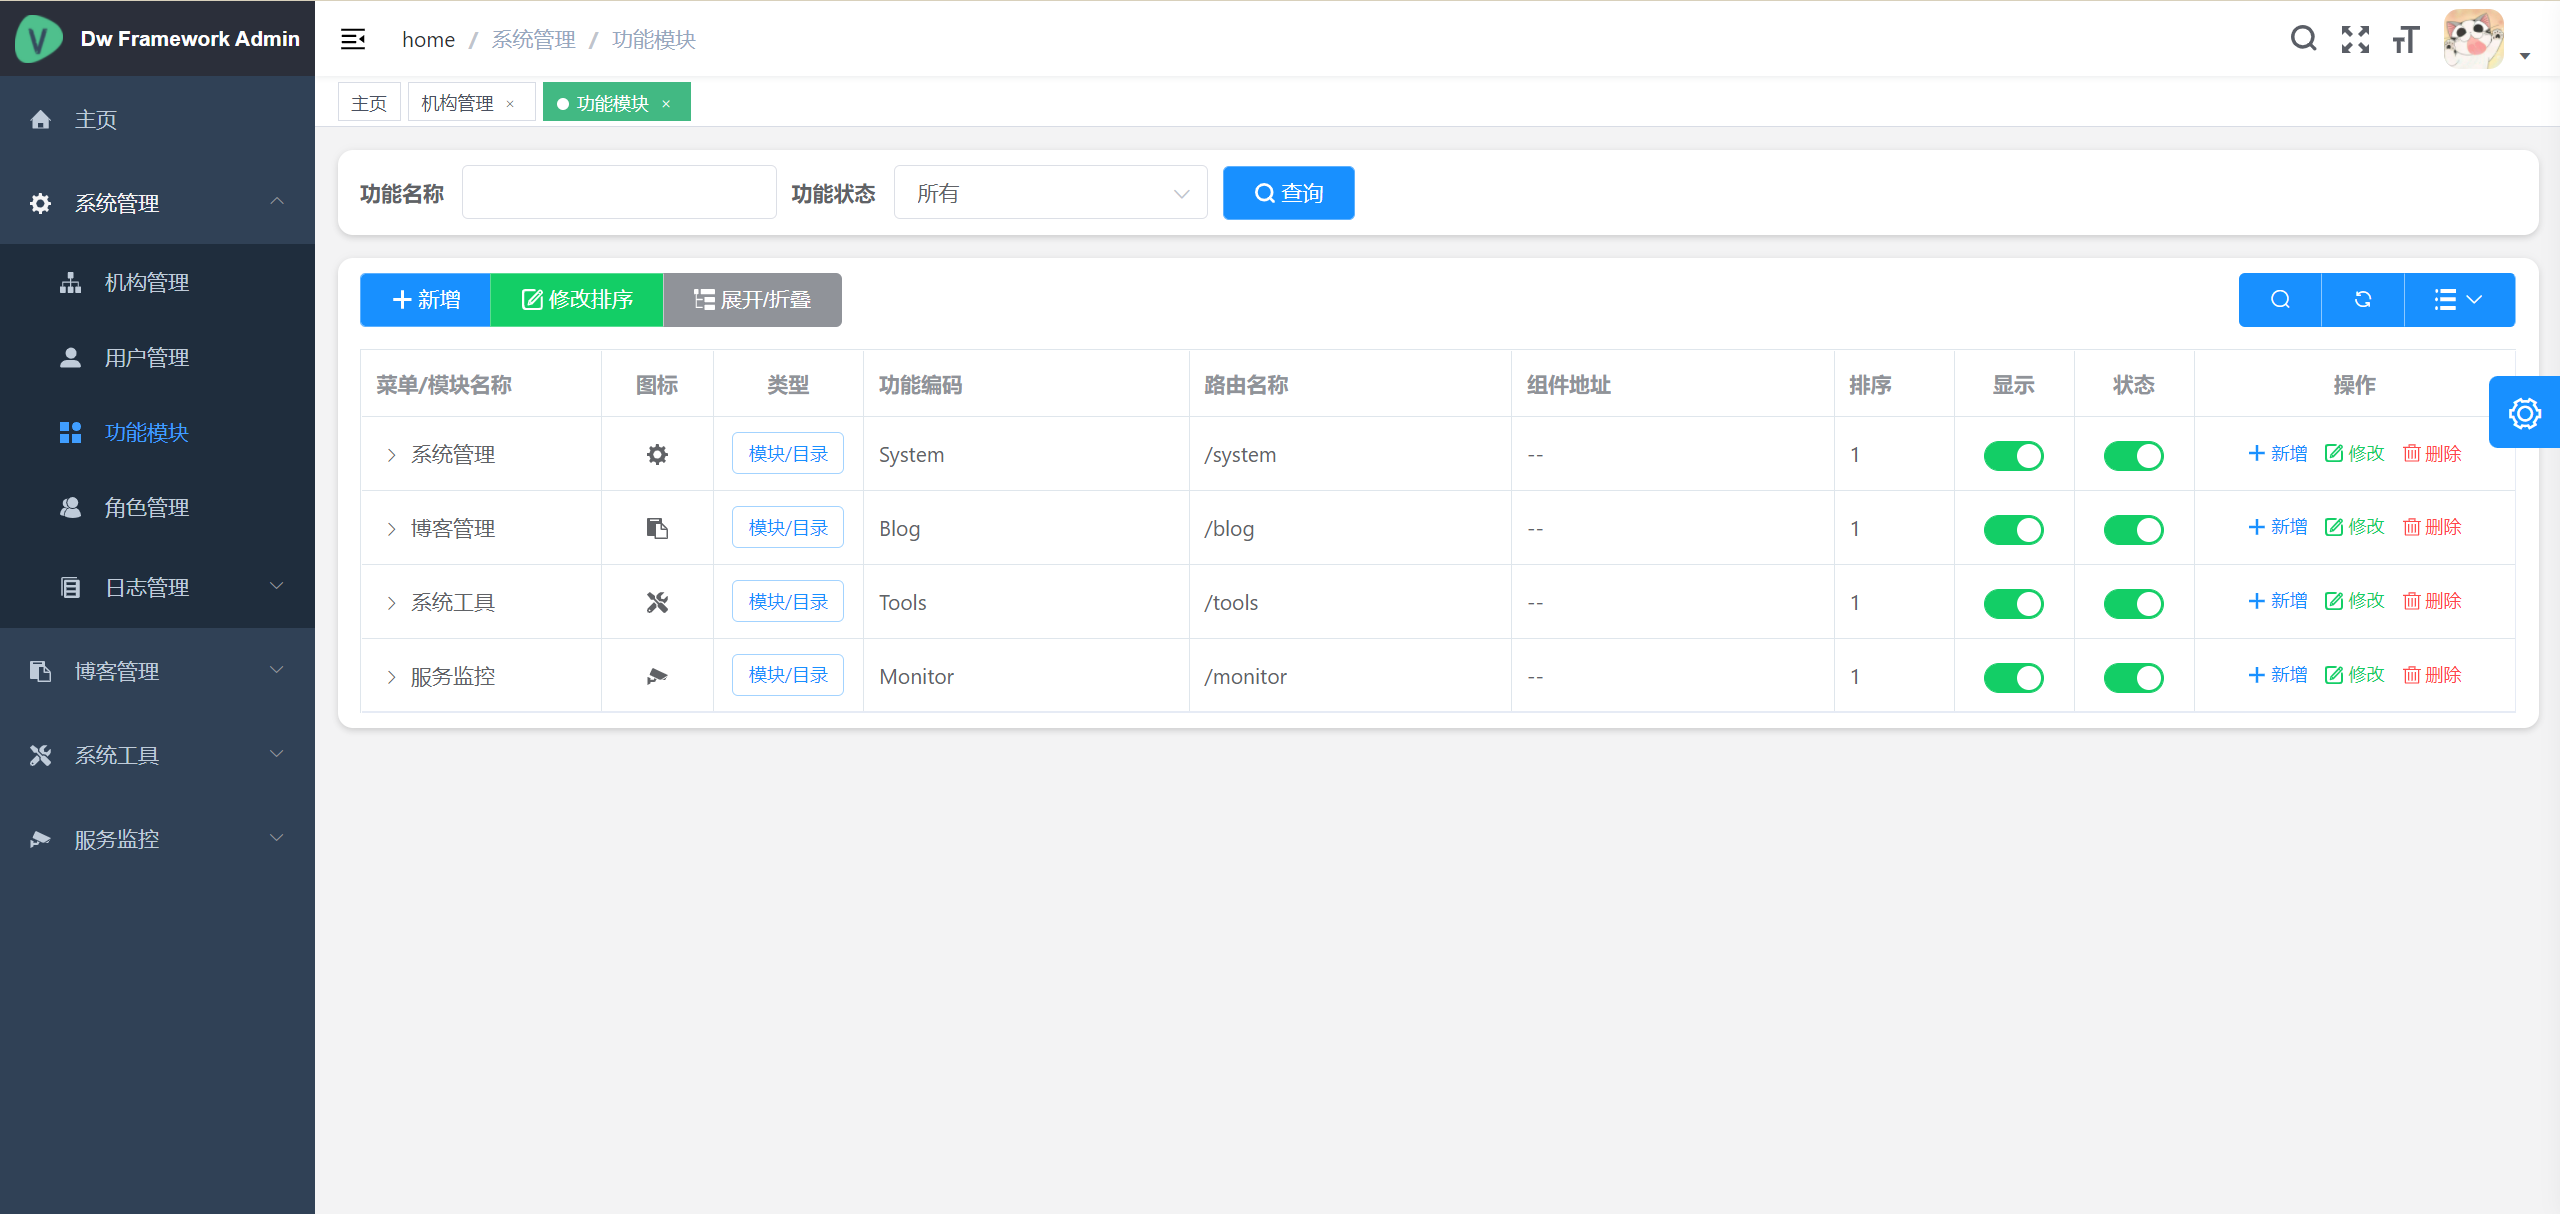 Dw Framework Admin
home / 系统管理 / 功能模块
主页
机构管理 ×
功能模块 ×
主页
系统管理
机构管理
用户管理
功能模块
角色管理
日志管理
博客管理
系统工具
服务监控
功能名称 功能状态 所有 查询
新增 修改排序 展开/折叠
菜单/模块名称 图标 类型 功能编码 路由名称 组件地址 排序 显示 状态 操作
系统管理 模块/目录 System /system -- 1 新增 修改 删除
博客管理 模块/目录 Blog /blog -- 1 新增 修改 删除
系统工具 模块/目录 Tools /tools -- 1 新增 修改 删除
服务监控 模块/目录 Monitor /monitor -- 1 新增 修改 删除